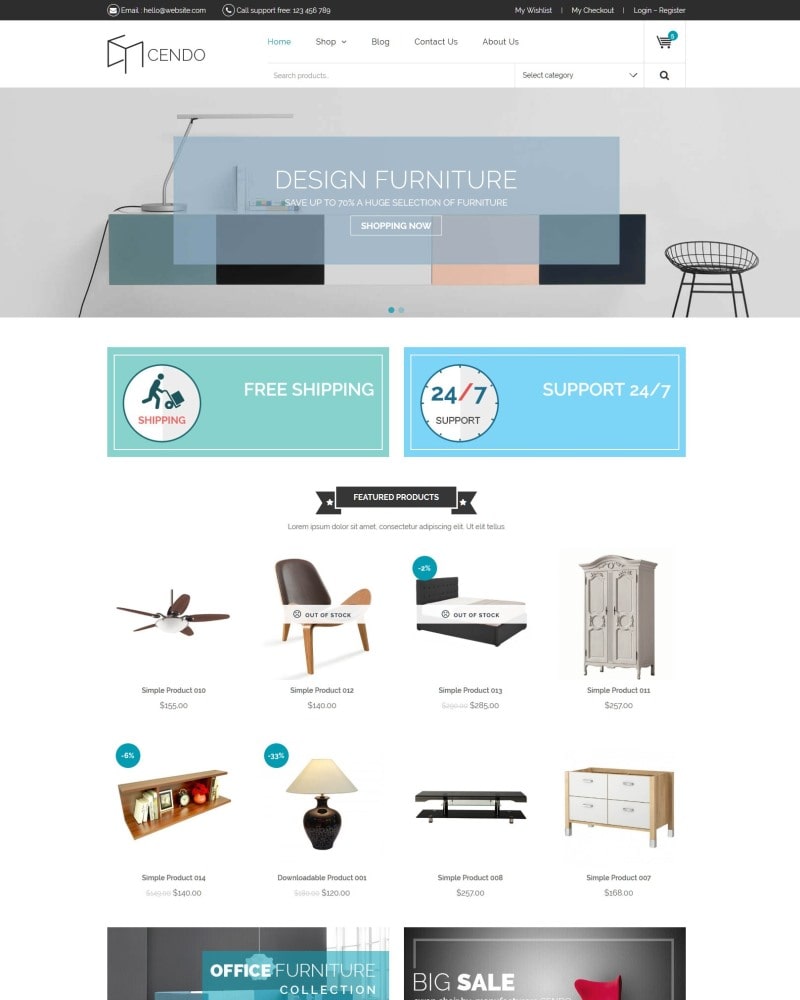 Email : hello@website.com
Call support free: 123 456 789
My Wishlist | My Checkout | Login – Register
CENDO
Home Shop Blog Contact Us About Us
5
Search products..
Select category
DESIGN FURNITURE
SAVE UP TO 70% A HUGE SELECTION OF FURNITURE
SHOPPING NOW
SHIPPING
FREE SHIPPING
24/7
SUPPORT
SUPPORT 24/7
FEATURED PRODUCTS
Lorem ipsum dolor sit amet, consectetur adipiscing elit. Ut elit tellus
OUT OF STOCK
-2%
OUT OF STOCK
Simple Product 010
$155.00
Simple Product 012
$140.00
Simple Product 013
$290.00 $285.00
Simple Product 011
$257.00
-6%
-33%
Simple Product 014
$149.00 $140.00
Downloadable Product 001
$180.00 $120.00
Simple Product 008
$257.00
Simple Product 007
$168.00
OFFICE FURNITURE
COLLECTION
BIG SALE